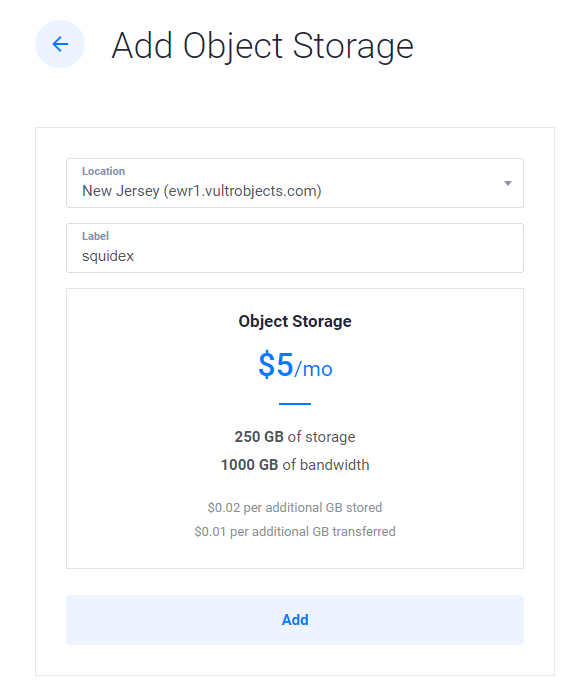 Add Object Storage
Location
New Jersey (ewr1.vultrobjects.com)
Label
squidex
Object Storage
$5/mo
250 GB of storage
1000 GB of bandwidth
$0.02 per additional GB stored
$0.01 per additional GB transferred
Add